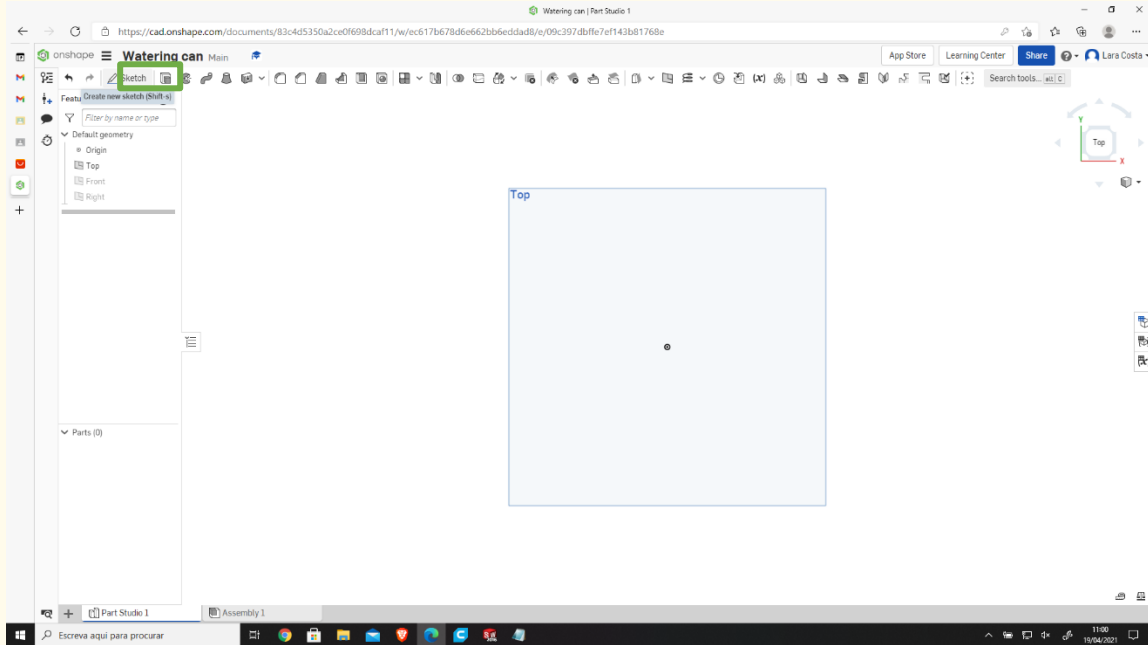 Watering can | Part Studio 1
https://cad.onshape.com/documents/83c4d5350a2ce0f698dcaf11/w/ec617b678d6e662bb6eddad8/e/09c397dbffe7ef143b81768e
onshape Watering can Main App Store Learning Center Share Lara Costa
Sketch Search tools... alt C
Featu Create new sketch (Shift-s)
Filter by name or type
Default geometry
Origin
Top
Front
Right
Top
Y
Top
X
Parts (0)
Part Studio 1 Assembly 1
Escreva aqui para procurar
11:00
19/04/2021